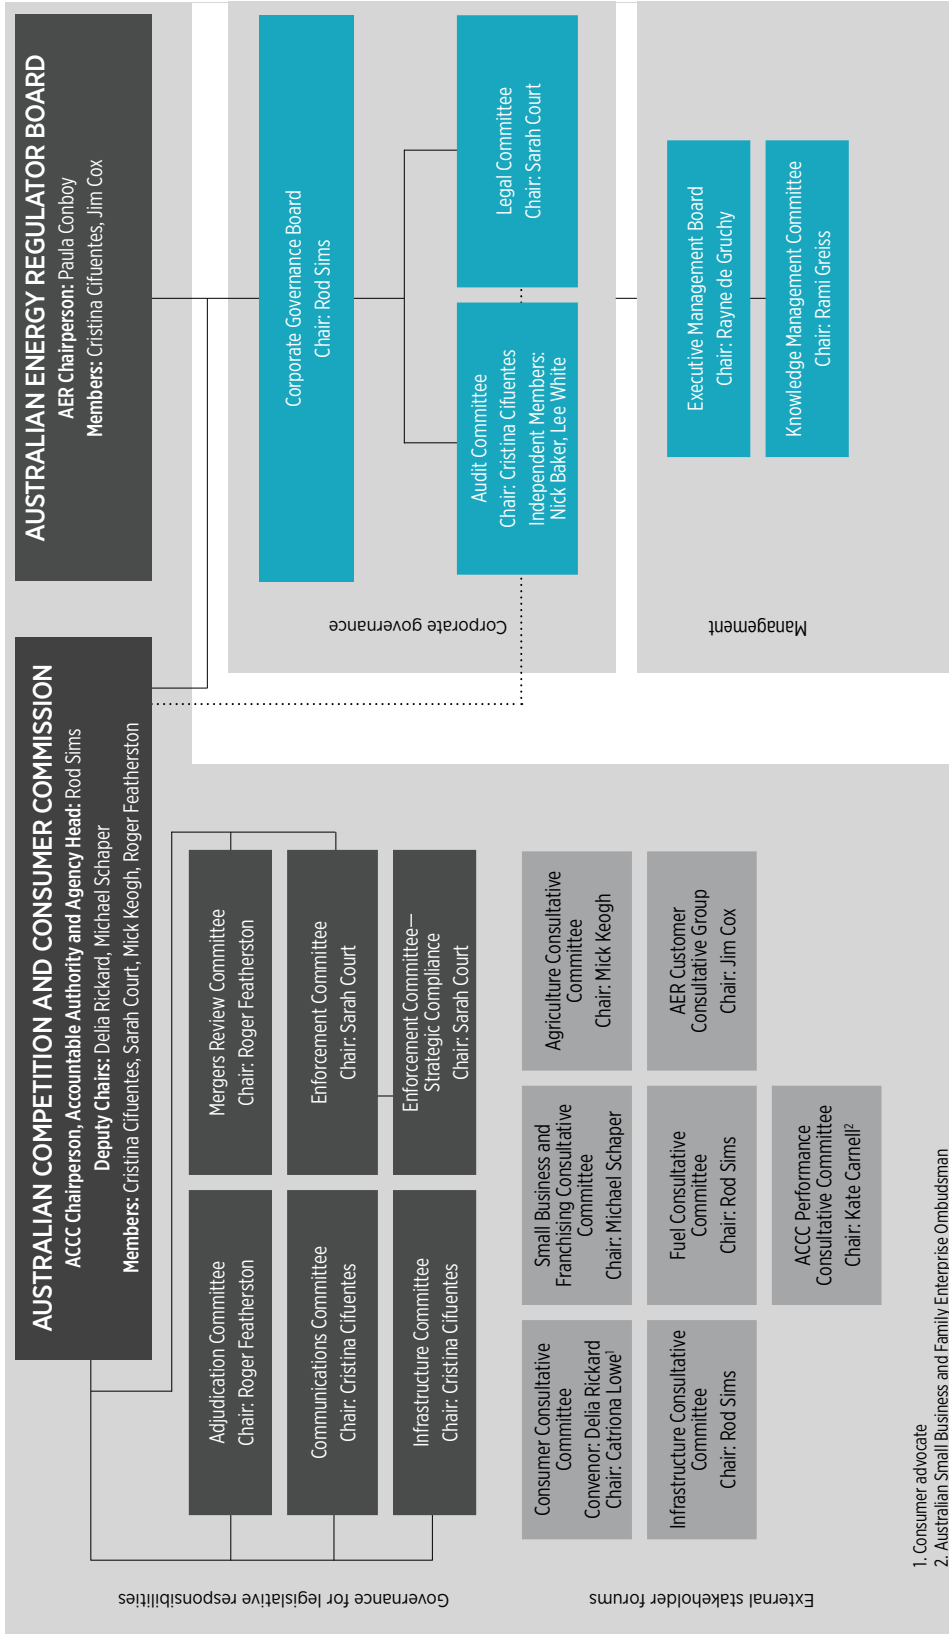 AUSTRALIAN COMPETITION AND CONSUMER COMMISSION
ACCC Chairperson, Accountable Authority and Agency Head: Rod Sims
Deputy Chairs: Delia Rickard, Michael Schaper
Members: Cristina Cifuentes, Sarah Court, Mick Keogh, Roger Featherston
AUSTRALIAN ENERGY REGULATOR BOARD
AER Chairperson: Paula Conboy
Members: Cristina Cifuentes, Jim Cox
Governance for legislative responsibilities
Adjudication Committee
Chair: Roger Featherston
Mergers Review Committee
Chair: Roger Featherston
Communications Committee
Chair: Cristina Cifuentes
Enforcement Committee
Chair: Sarah Court
Infrastructure Committee
Chair: Cristina Cifuentes
Enforcement Committee—
Strategic Compliance
Chair: Sarah Court
Corporate governance
Corporate Governance Board
Chair: Rod Sims
Audit Committee
Chair: Cristina Cifuentes
Independent Members:
Nick Baker, Lee White
Legal Committee
Chair: Sarah Court
External stakeholder forums
Consumer Consultative
Committee
Convenor: Delia Rickard
Chair: Catriona Lowe¹
Small Business and
Franchising Consultative
Committee
Chair: Michael Schaper
Agriculture Consultative
Committee
Chair: Mick Keogh
Infrastructure Consultative
Committee
Chair: Rod Sims
Fuel Consultative
Committee
Chair: Rod Sims
AER Customer
Consultative Group
Chair: Jim Cox
ACCC Performance
Consultative Committee
Chair: Kate Carnell²
Management
Executive Management Board
Chair: Rayne de Gruchy
Knowledge Management Committee
Chair: Rami Greiss
1. Consumer advocate
2. Australian Small Business and Family Enterprise Ombudsman